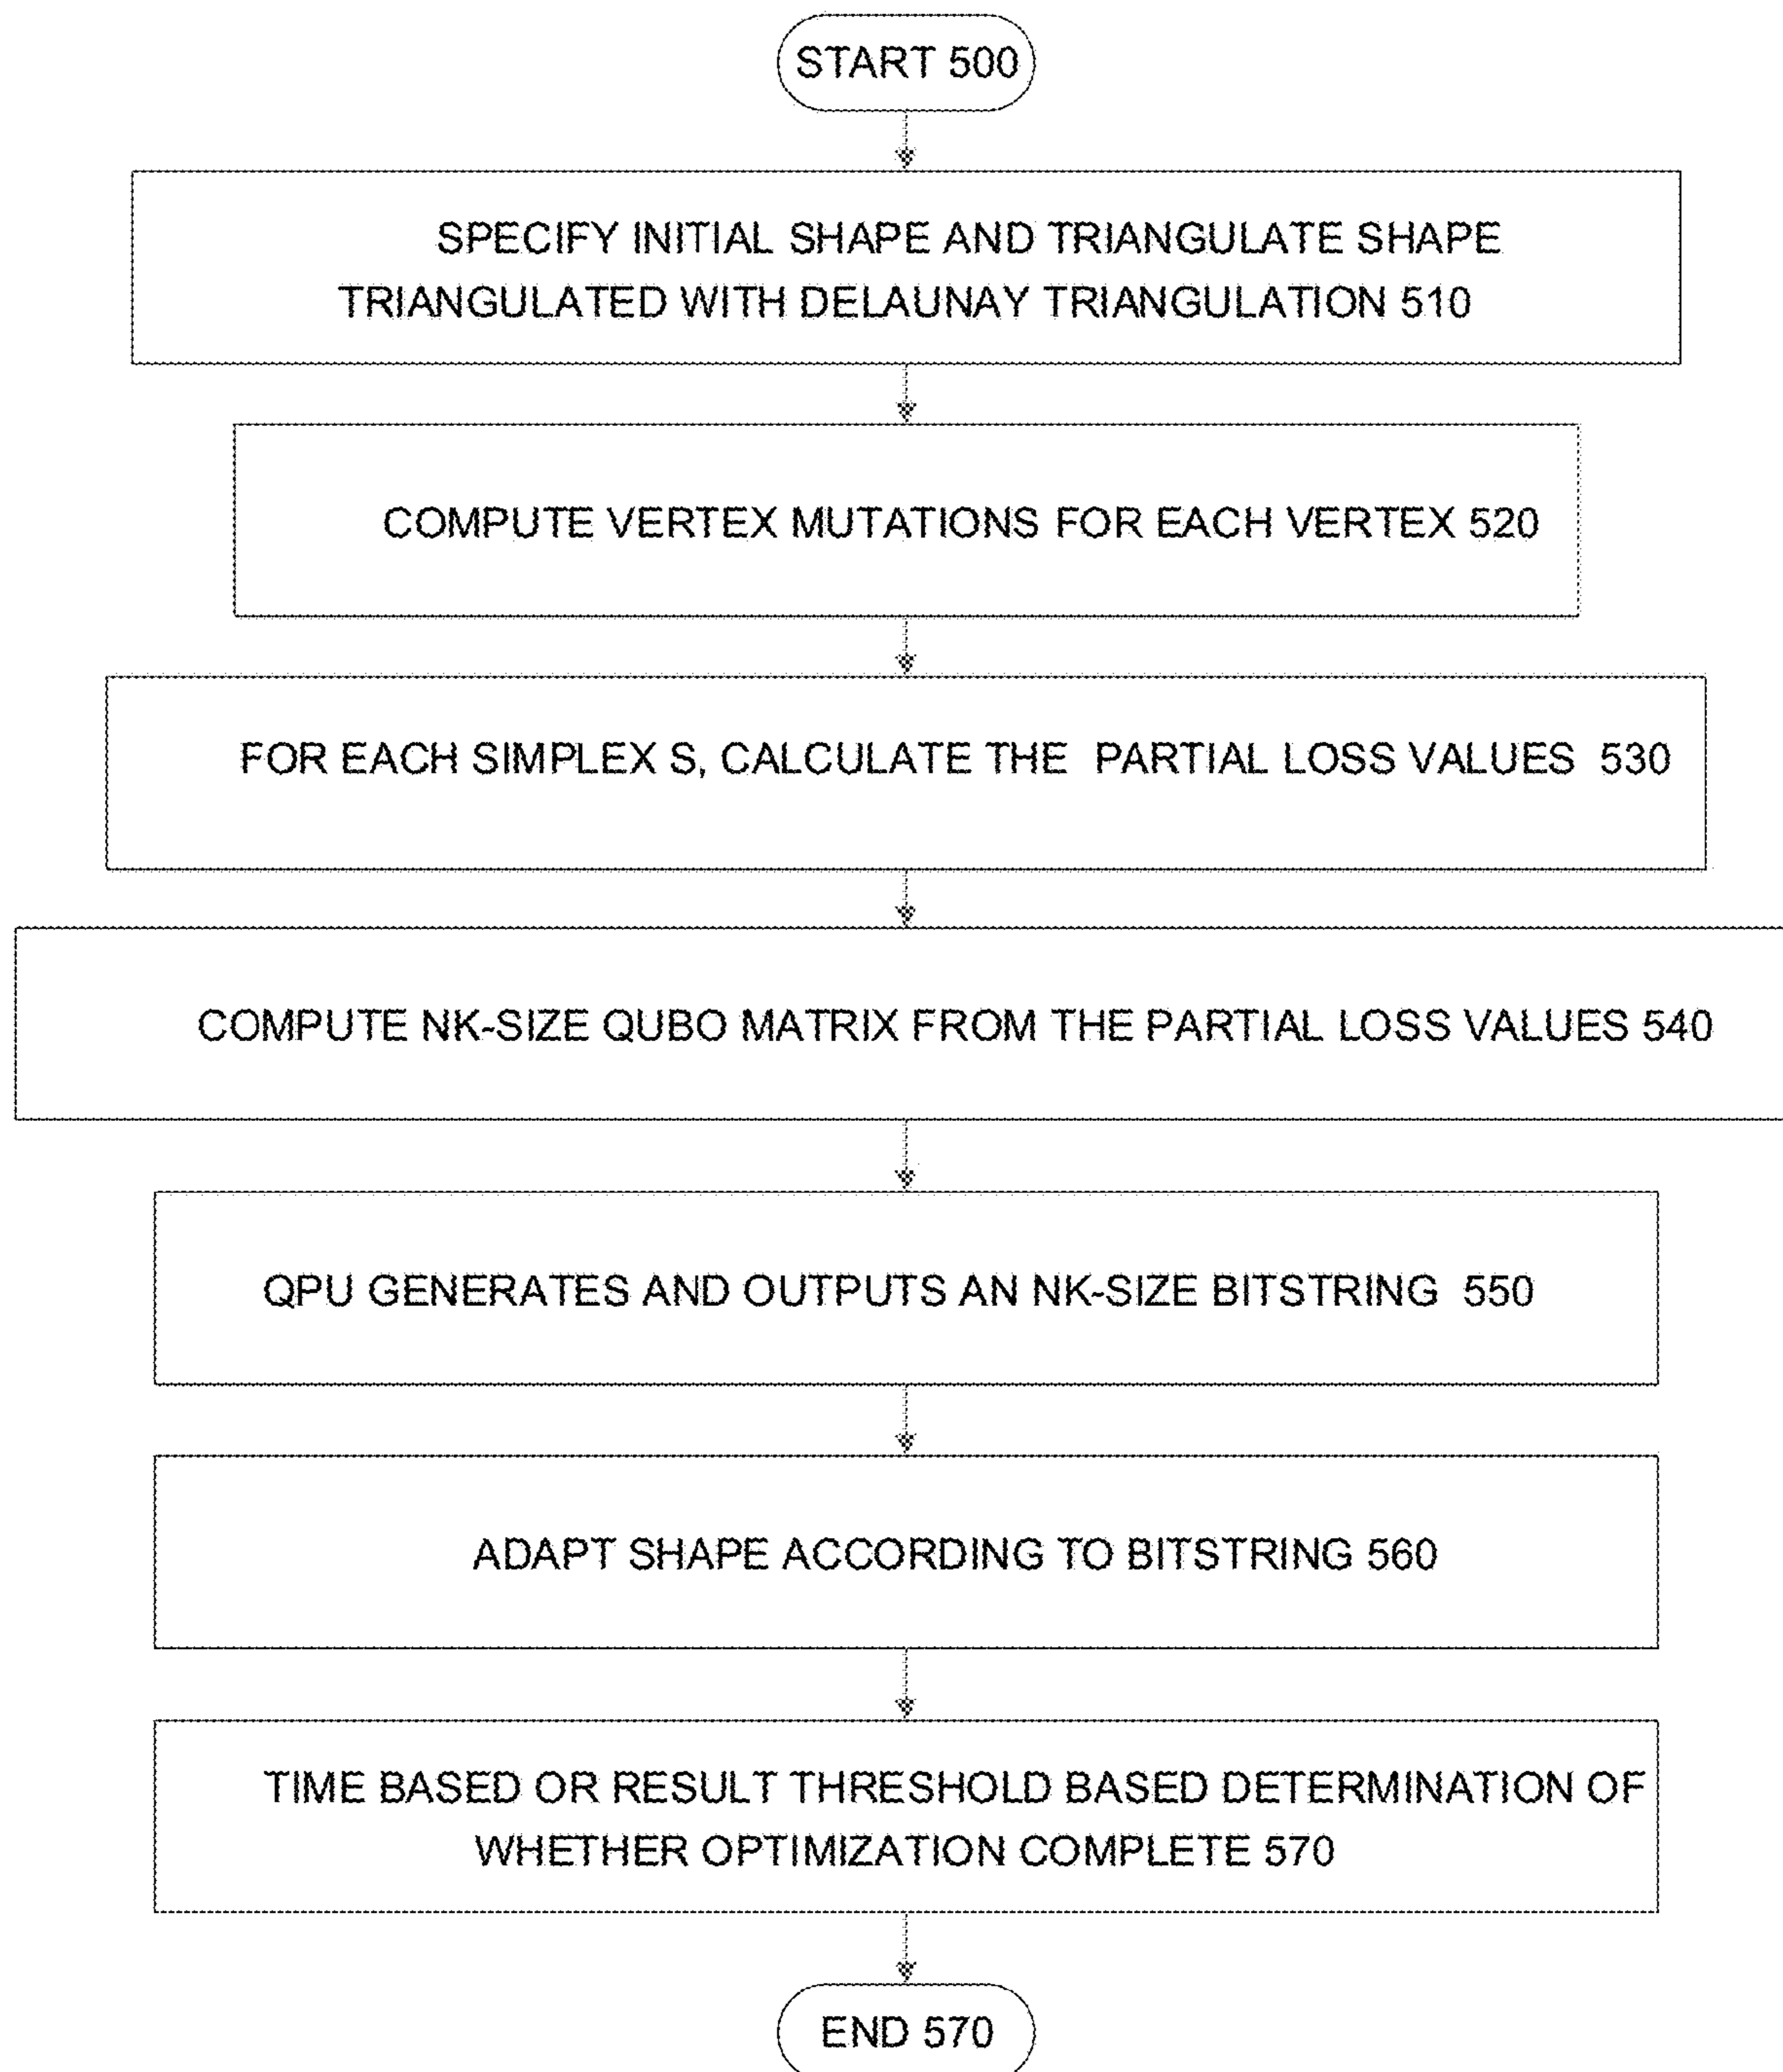 START 500
SPECIFY INITIAL SHAPE AND TRIANGULATE SHAPE
TRIANGULATED WITH DELAUNAY TRIANGULATION 510
COMPUTE VERTEX MUTATIONS FOR EACH VERTEX 520
FOR EACH SIMPLEX S, CALCULATE THE PARTIAL LOSS VALUES 530
COMPUTE NK-SIZE QUBO MATRIX FROM THE PARTIAL LOSS VALUES 540
QPU GENERATES AND OUTPUTS AN NK-SIZE BITSTRING 550
ADAPT SHAPE ACCORDING TO BITSTRING 560
TIME BASED OR RESULT THRESHOLD BASED DETERMINATION OF
WHETHER OPTIMIZATION COMPLETE 570
END 570